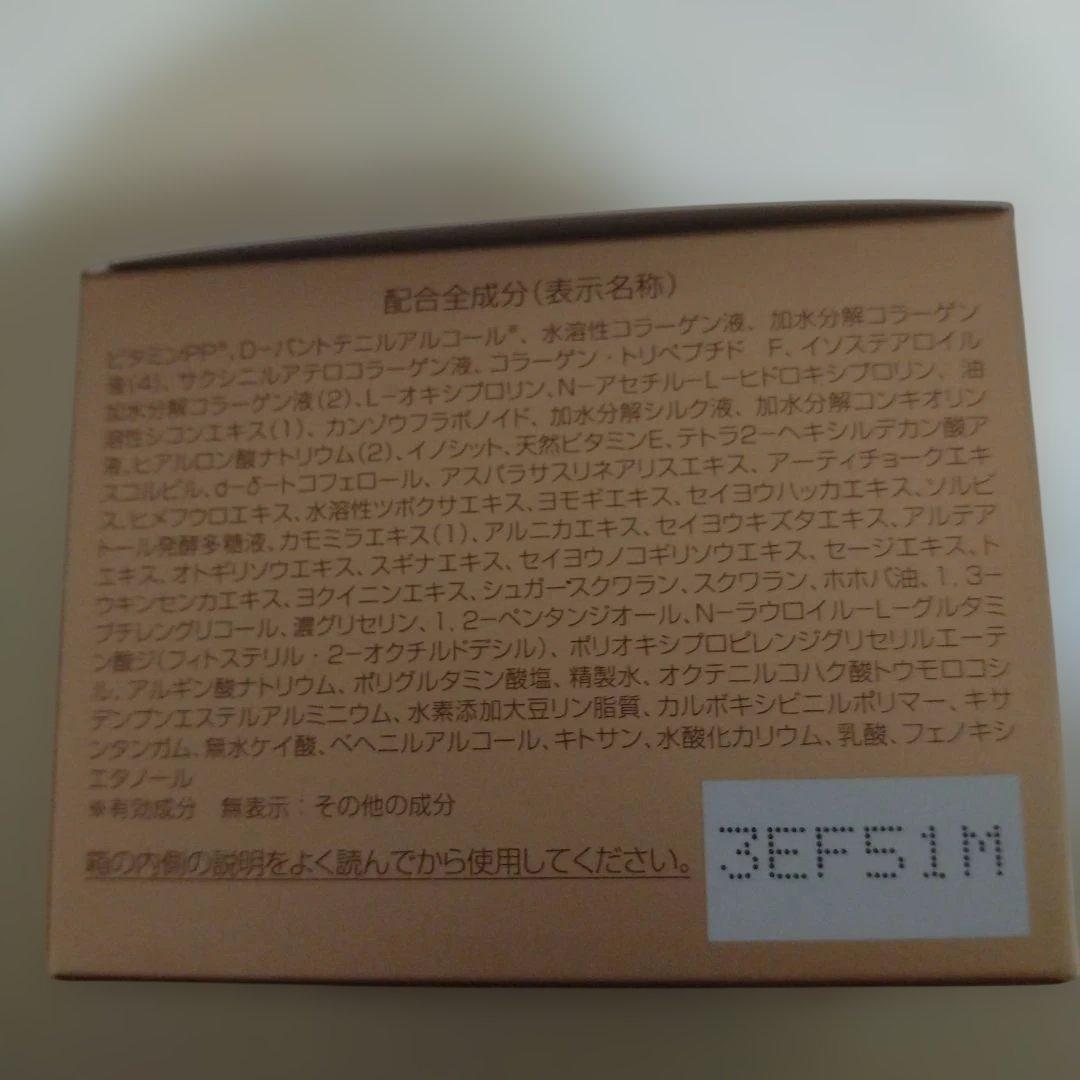 配合全成分(表示名称)
ビタミンPP※、D-パントテニルアルコール※、水溶性コラーゲン液、加水分解コラーゲン
液(4)、サクシニルアテロコラーゲン液、コラーゲン・トリペプチド F、イソステアロイル
加水分解コラーゲン液(2)、L-オキシプロリン、N-アセチル-L-ヒドロキシプロリン、油
溶性シコンエキス(1)、カンゾウフラボノイド、加水分解シルク液、加水分解コンキオリン
液、ヒアルロン酸ナトリウム(2)、イノシット、天然ビタミンE、テトラ2-ヘキシルデカン酸ア
スコルビル、d-δ-トコフェロール、アスパラサスリネアリスエキス、アーティチョークエキ
ス、ヒメフウロエキス、水溶性ツボクサエキス、ヨモギエキス、セイヨウハッカエキス、ソルビ
トール発酵多糖液、カモミラエキス(1)、アルニカエキス、セイヨウキズタエキス、アルテア
エキス、オトギリソウエキス、スギナエキス、セイヨウノコギリソウエキス、セージエキス、ト
ウキンセンカエキス、ヨクイニンエキス、シュガースクワラン、スクワラン、ホホバ油、1,3-
ブチレングリコール、濃グリセリン、1,2-ペンタンジオール、N-ラウロイル-L-グルタミ
ン酸ジ(フィトステリル・2-オクチルドデシル)、ポリオキシプロピレンジグリセリルエーテ
ル、アルギン酸ナトリウム、ポリグルタミン酸塩、精製水、オクテニルコハク酸トウモロコシ
デンプンエステルアルミニウム、水素添加大豆リン脂質、カルボキシビニルポリマー、キサ
ンタンガム、無水ケイ酸、ベヘニルアルコール、キトサン、水酸化カリウム、乳酸、フェノキシ
エタノール
※有効成分 無表示:その他の成分
箱の内側の説明をよく読んでから使用してください。
3EF51M